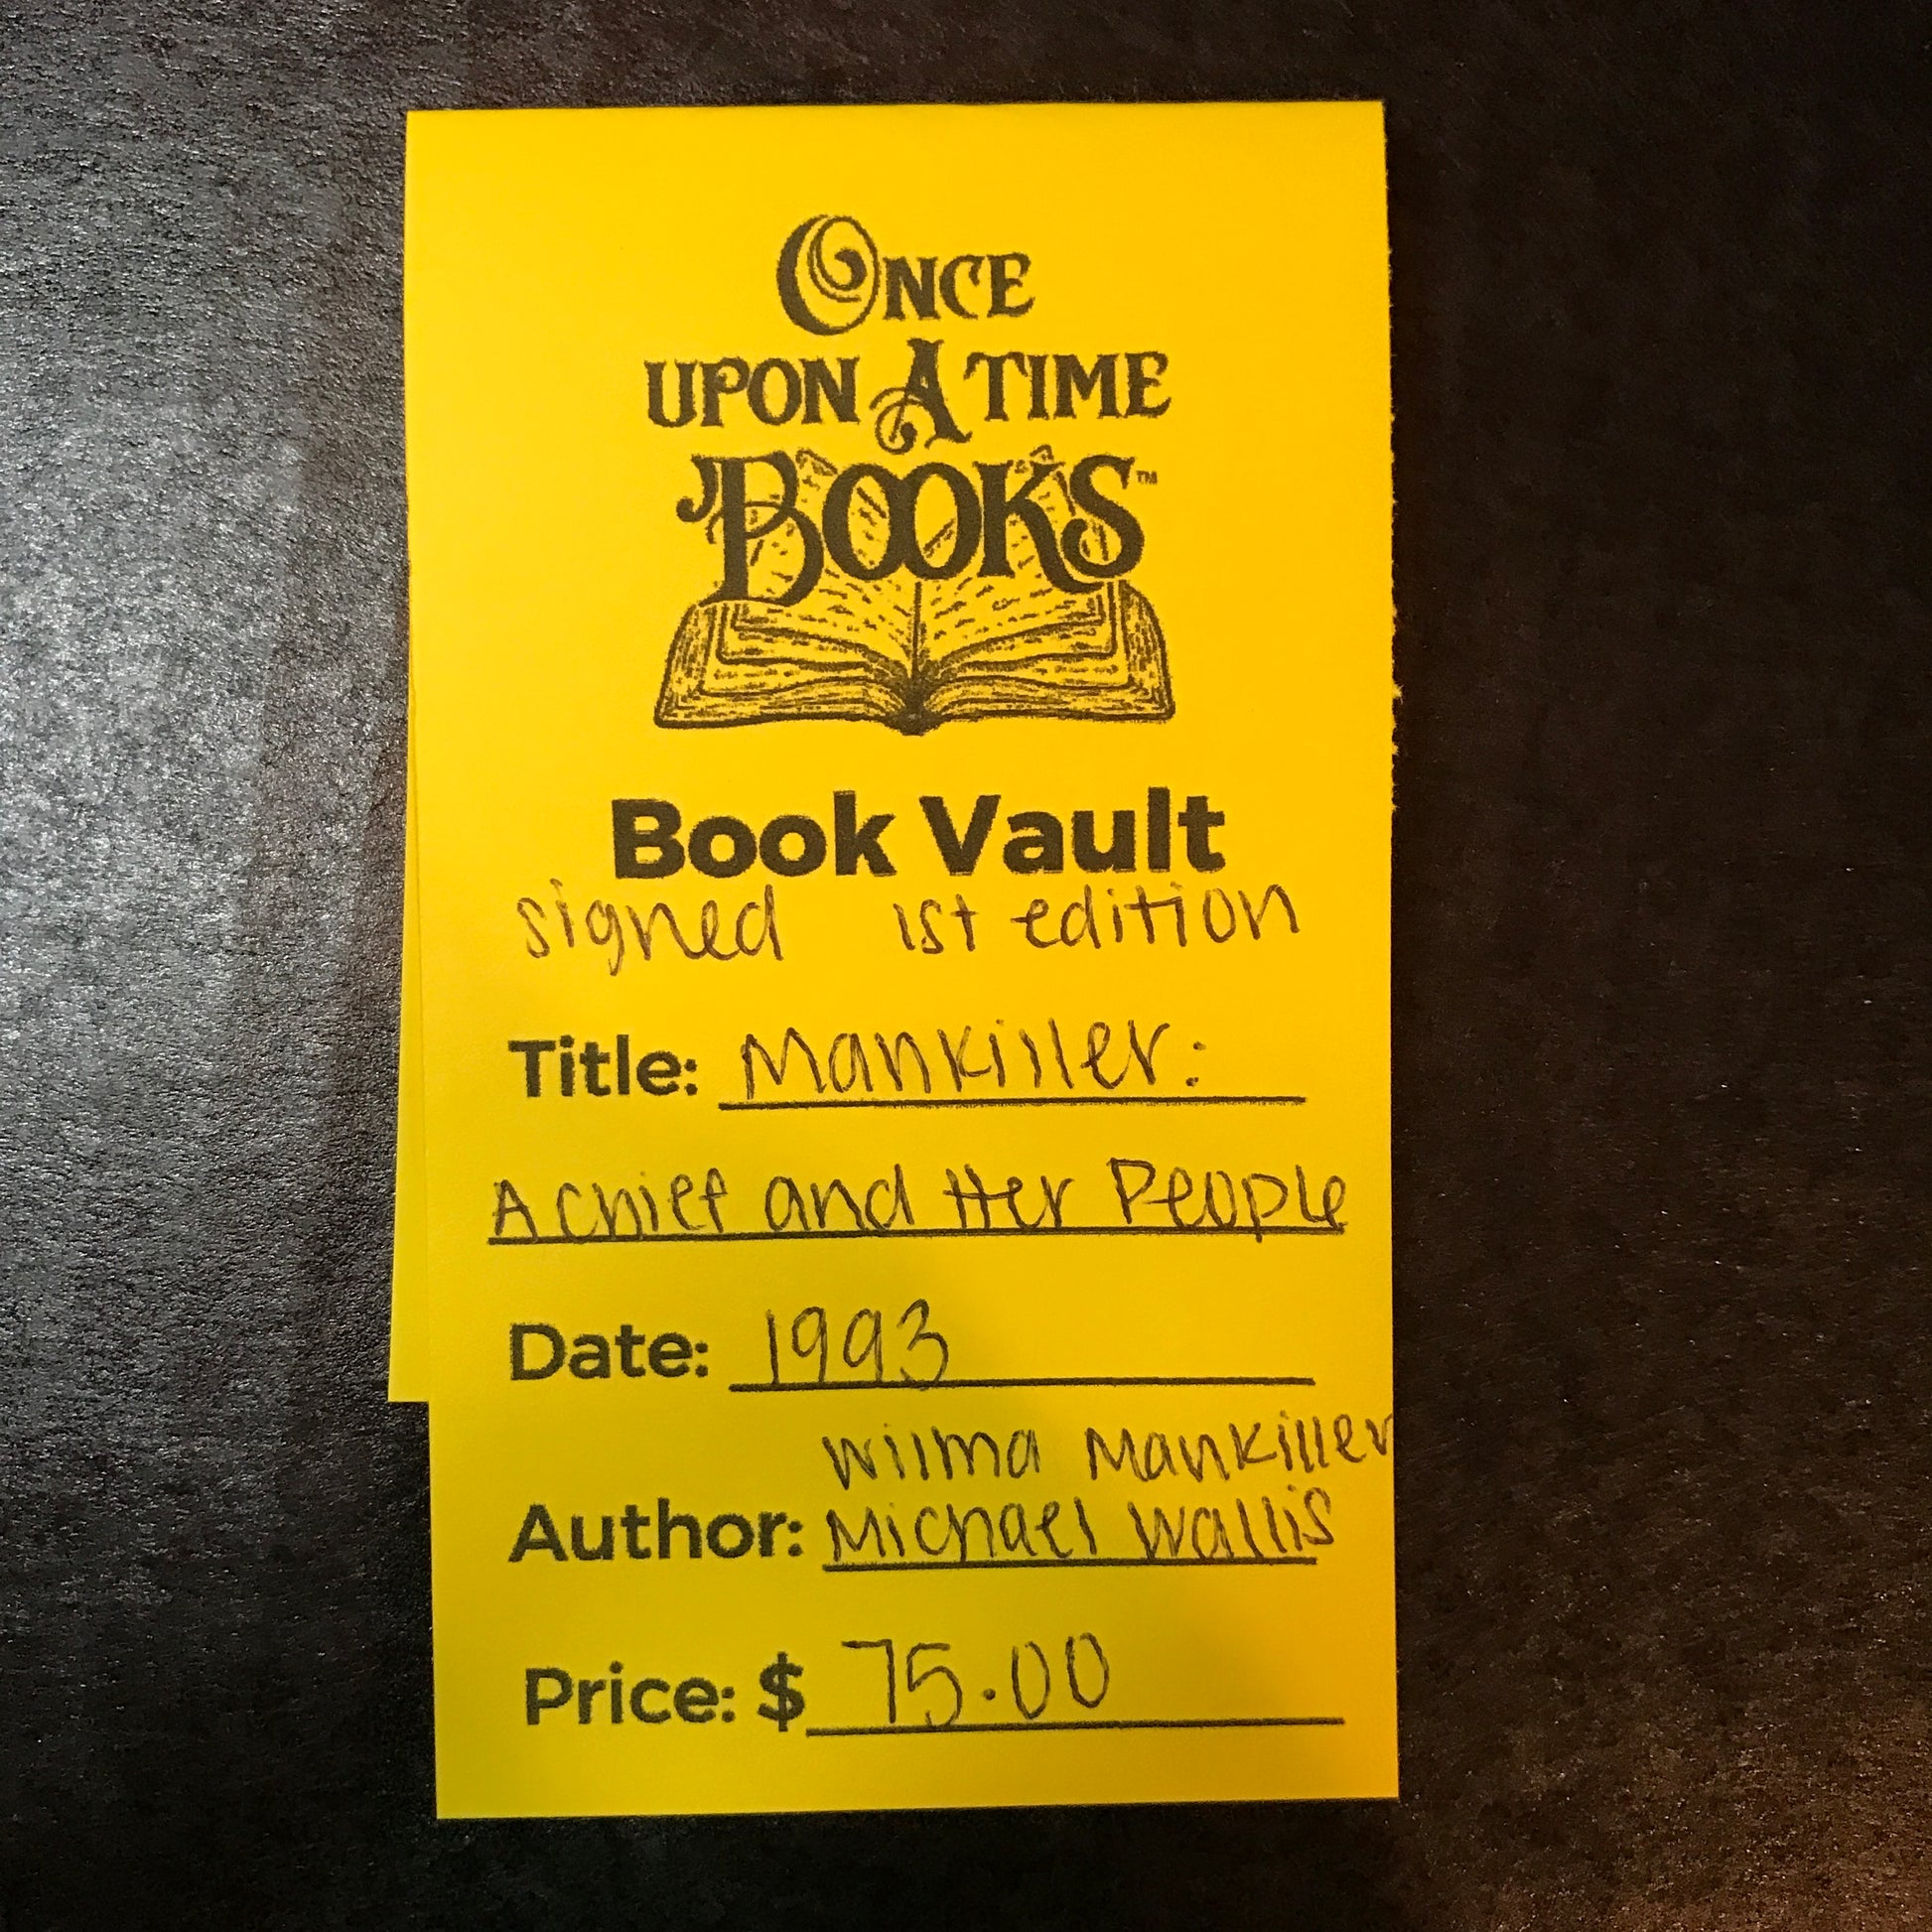 ONCE
UPON A TIME
BOOKS™
Book Vault
signed 1st edition
Title: Mankiller:
A Chief and Her People
Date: 1993
Wilma Mankiller
Author: Michael Wallis
Price: $ 75.00